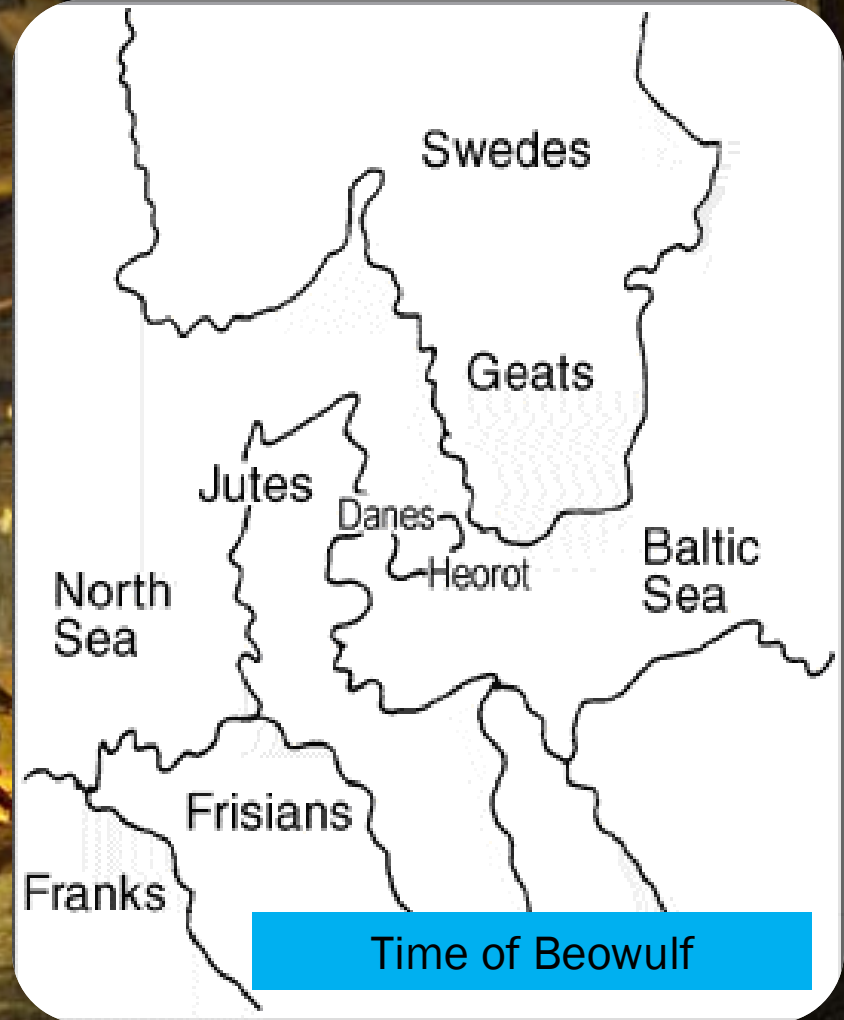 Swedes
Geats
Jutes
Danes
Heorot
Baltic
Sea
North
Sea
Frisians
Franks
Time of Beowulf